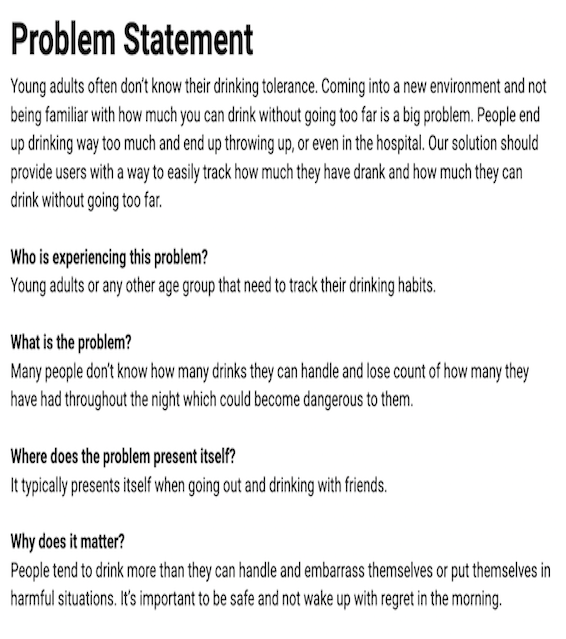 Problem Statement
Young adults often don't know their drinking tolerance. Coming into a new environment and not
being familiar with how much you can drink without going too far is a big problem. People end
up drinking way too much and end up throwing up, or even in the hospital. Our solution should
provide users with a way to easily track how much they have drank and how much they can
drink without going too far.
Who is experiencing this problem?
Young adults or any other age group that need to track their drinking habits.
What is the problem?
Many people don't know how many drinks they can handle and lose count of how many they
have had throughout the night which could become dangerous to them.
Where does the problem present itself?
It typically presents itself when going out and drinking with friends.
Why does it matter?
People tend to drink more than they can handle and embarrass themselves or put themselves in
harmful situations. It's important to be safe and not wake up with regret in the morning.